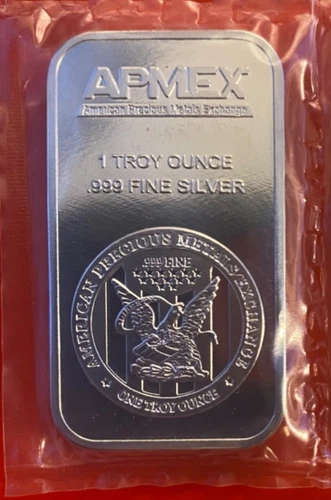 APMEX
American Precious Metals Exchange
1 TROY OUNCE
.999 FINE SILVER
AMERICAN PRECIOUS METALS EXCHANGE
.999 FINE
ONE TROY OUNCE